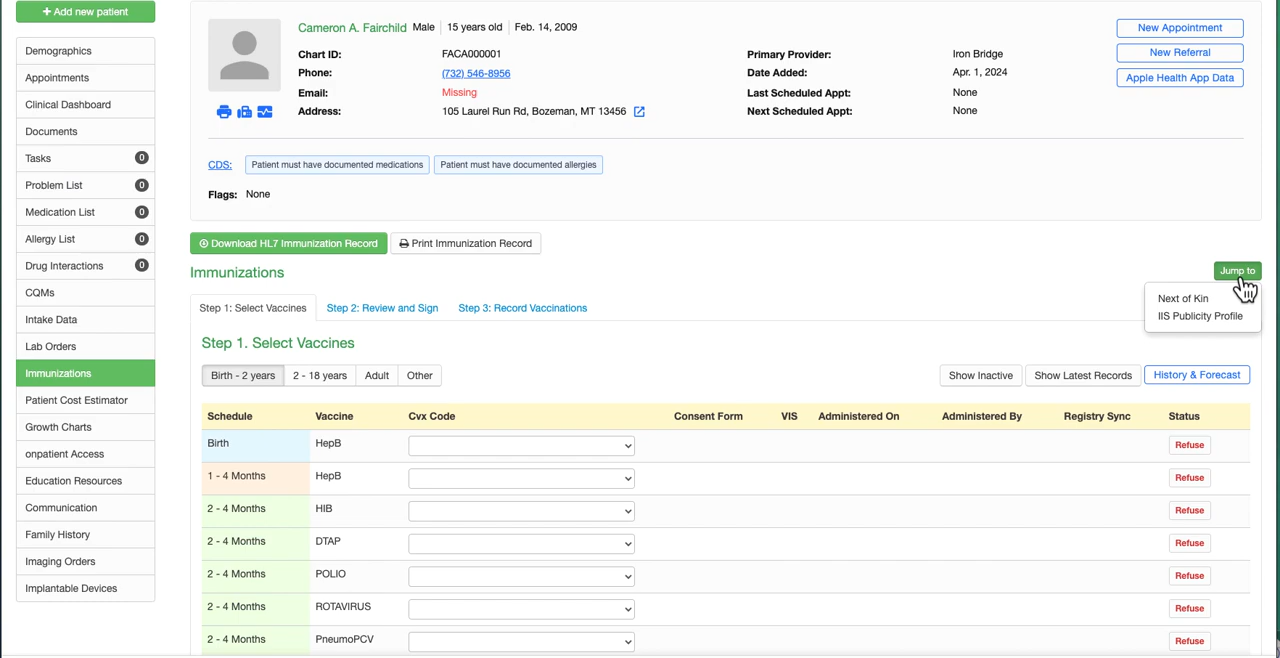 + Add new patient
Demographics
Appointments
Clinical Dashboard
Documents
Tasks 0
Problem List 0
Medication List 0
Allergy List 0
Drug Interactions 0
CQMs
Intake Data
Lab Orders
Immunizations
Patient Cost Estimator
Growth Charts
onpatient Access
Education Resources
Communication
Family History
Imaging Orders
Implantable Devices
Cameron A. Fairchild Male 15 years old Feb. 14, 2009
Chart ID: FACA000001
Phone: (732) 546-8956
Email: Missing
Address: 105 Laurel Run Rd, Bozeman, MT 13456
Primary Provider: Iron Bridge
Date Added: Apr. 1, 2024
Last Scheduled Appt: None
Next Scheduled Appt: None
New Appointment
New Referral
Apple Health App Data
CDS: Patient must have documented medications Patient must have documented allergies
Flags: None
Download HL7 Immunization Record Print Immunization Record
Immunizations
Jump to
Next of Kin
IIS Publicity Profile
Step 1: Select Vaccines Step 2: Review and Sign Step 3: Record Vaccinations
Step 1. Select Vaccines
Birth - 2 years 2 - 18 years Adult Other Show Inactive Show Latest Records History & Forecast
Schedule Vaccine Cvx Code Consent Form VIS Administered On Administered By Registry Sync Status
Birth HepB Refuse
1 - 4 Months HepB Refuse
2 - 4 Months HIB Refuse
2 - 4 Months DTAP Refuse
2 - 4 Months POLIO Refuse
2 - 4 Months ROTAVIRUS Refuse
2 - 4 Months PneumoPCV Refuse